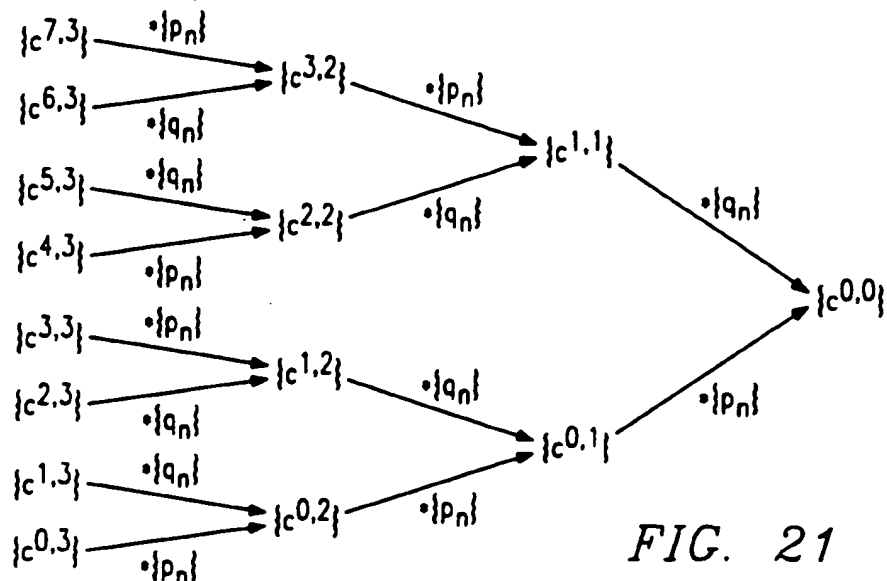 {c^7,3}
*{p_n}
{c^6,3}
*{q_n}
{c^3,2}
*{p_n}
{c^5,3}
*{q_n}
{c^4,3}
*{p_n}
{c^2,2}
*{q_n}
{c^1,1}
*{q_n}
{c^3,3}
*{p_n}
{c^2,3}
*{q_n}
{c^1,2}
*{q_n}
{c^1,3}
*{q_n}
{c^0,3}
*{p_n}
{c^0,2}
*{p_n}
{c^0,1}
*{p_n}
{c^0,0}
FIG. 21